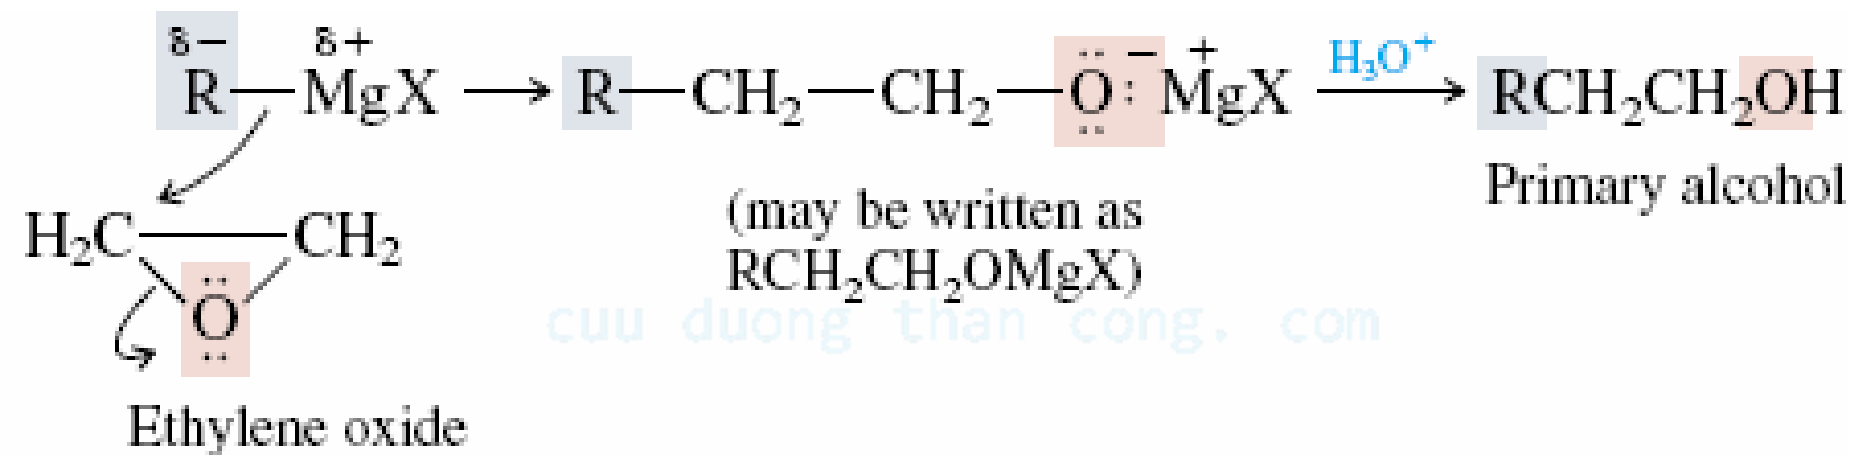 δ− δ+
R—MgX → R—CH₂—CH₂—Ö:⁻ ⁺MgX H₃O⁺ → RCH₂CH₂OH
Primary alcohol
H₂C—CH₂
O
(may be written as
RCH₂CH₂OMgX)
cuu duong than cong. com
Ethylene oxide